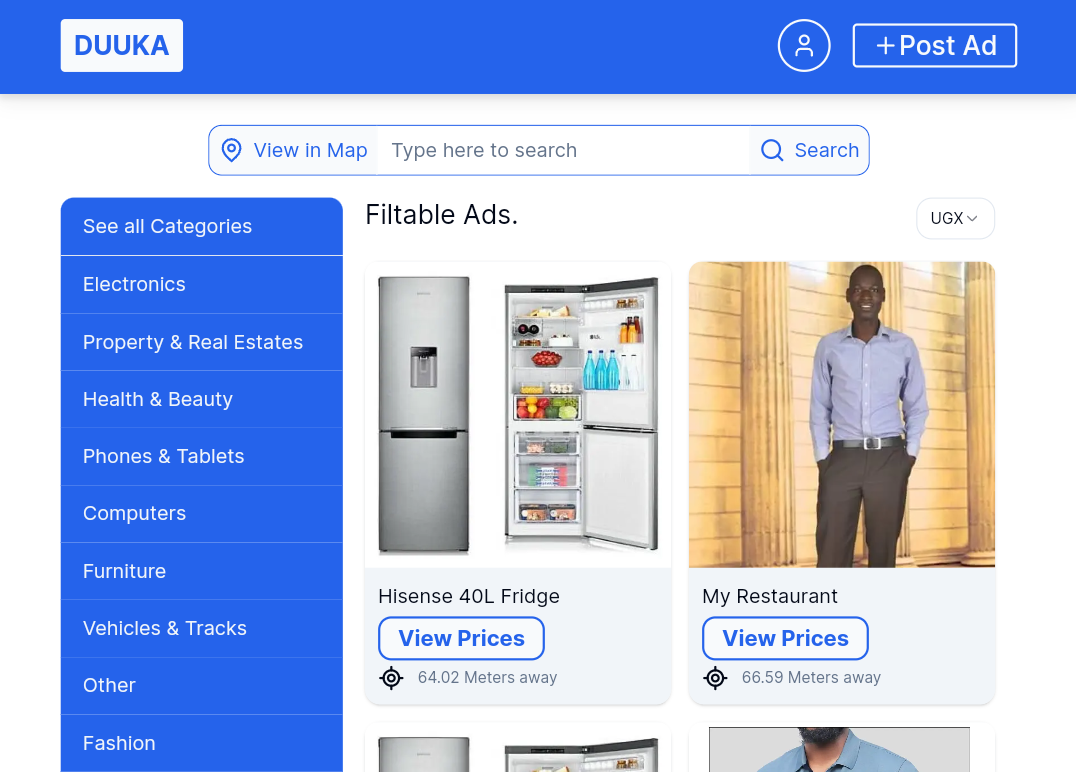 DUUKA
Post Ad
View in Map
Type here to search
Search
See all Categories
Electronics
Property & Real Estates
Health & Beauty
Phones & Tablets
Computers
Furniture
Vehicles & Tracks
Other
Fashion
Filtable Ads.
UGX
Hisense 40L Fridge
View Prices
64.02 Meters away
My Restaurant
View Prices
66.59 Meters away